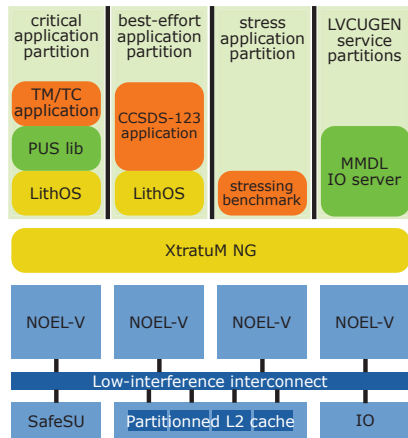 critical
application
partition
best-effort
application
partition
stress
application
partition
LVCUGEN
service
partitions
TM/TC
application
PUS lib
LithOS
CCSDS-123
application
LithOS
stressing
benchmark
MMDL
IO server
XtratuM NG
NOEL-V
NOEL-V
NOEL-V
NOEL-V
Low-interference interconnect
SafeSU
Partitionned L2 cache
IO